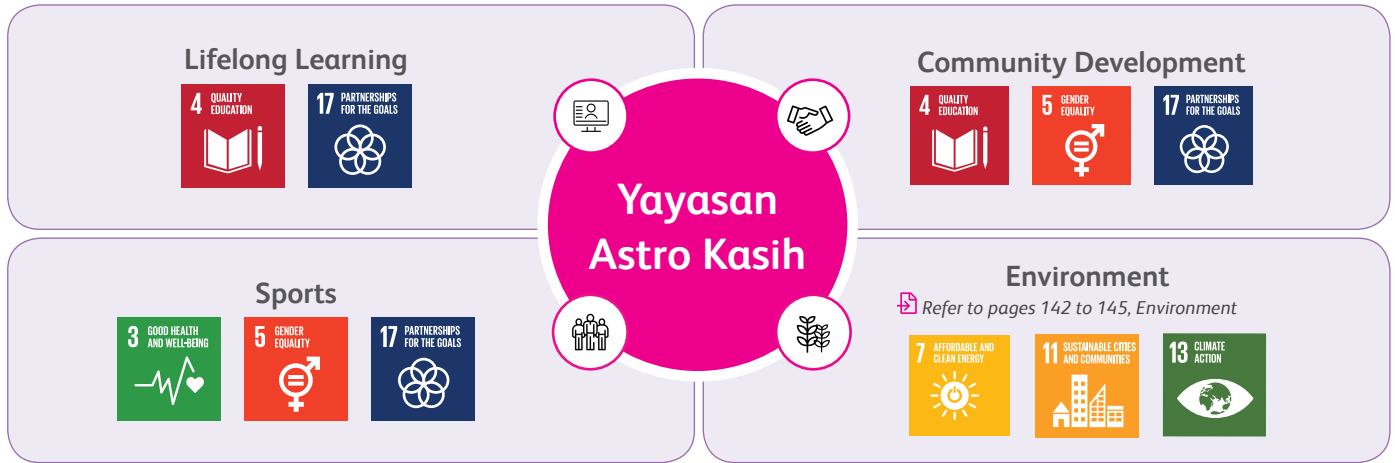 Lifelong Learning
4 QUALITY
EDUCATION
17 PARTNERSHIPS
FOR THE GOALS
Community Development
4 QUALITY
EDUCATION
5 GENDER
EQUALITY
17 PARTNERSHIPS
FOR THE GOALS
Yayasan
Astro Kasih
Sports
3 GOOD HEALTH
AND WELL-BEING
5 GENDER
EQUALITY
17 PARTNERSHIPS
FOR THE GOALS
Environment
Refer to pages 142 to 145, Environment
7 AFFORDABLE AND
CLEAN ENERGY
11 SUSTAINABLE CITIES
AND COMMUNITIES
13 CLIMATE
ACTION